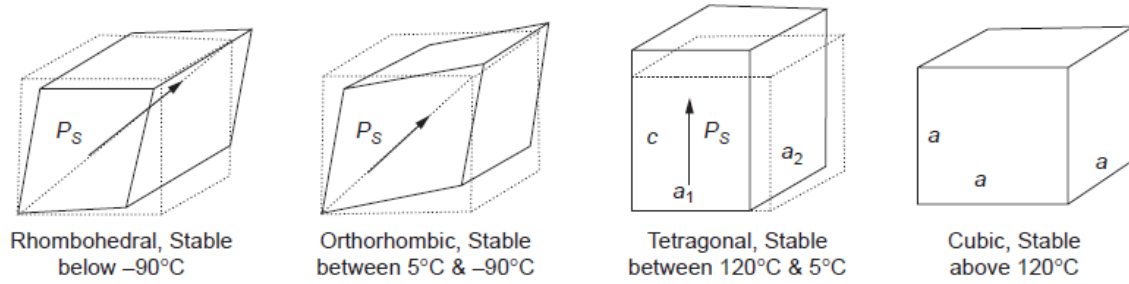 P_S
P_S
c
P_S
a_1
a_2
a
a
a
Rhombohedral, Stable
below –90°C
Orthorhombic, Stable
between 5°C & –90°C
Tetragonal, Stable
between 120°C & 5°C
Cubic, Stable
above 120°C